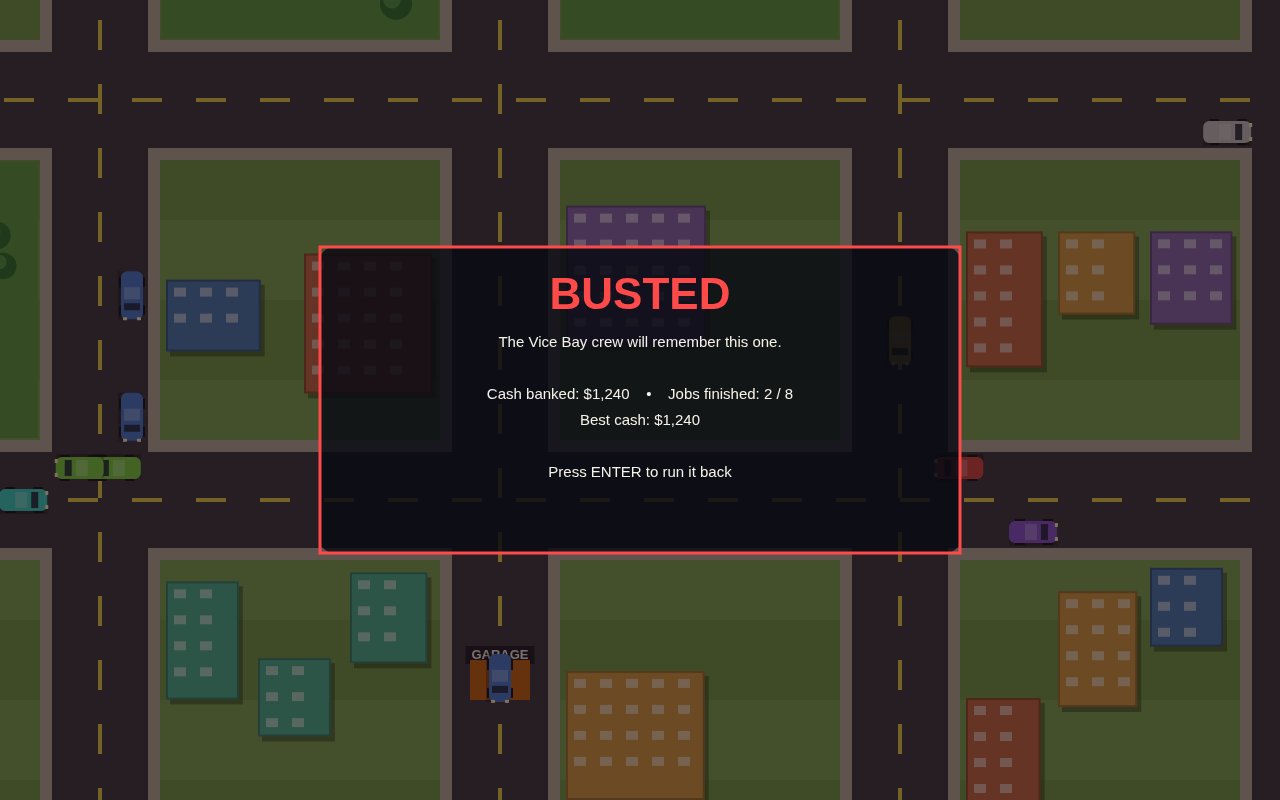 BUSTED
The Vice Bay crew will remember this one.
Cash banked: $1,240 • Jobs finished: 2 / 8
Best cash: $1,240
Press ENTER to run it back
GARAGE